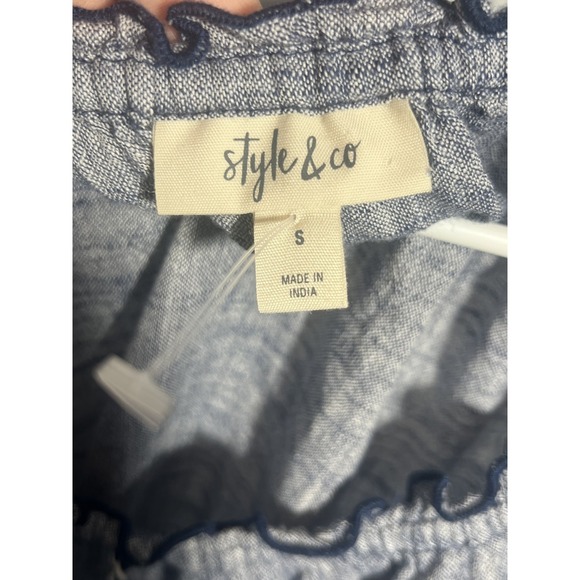 style & co
S
MADE IN
INDIA